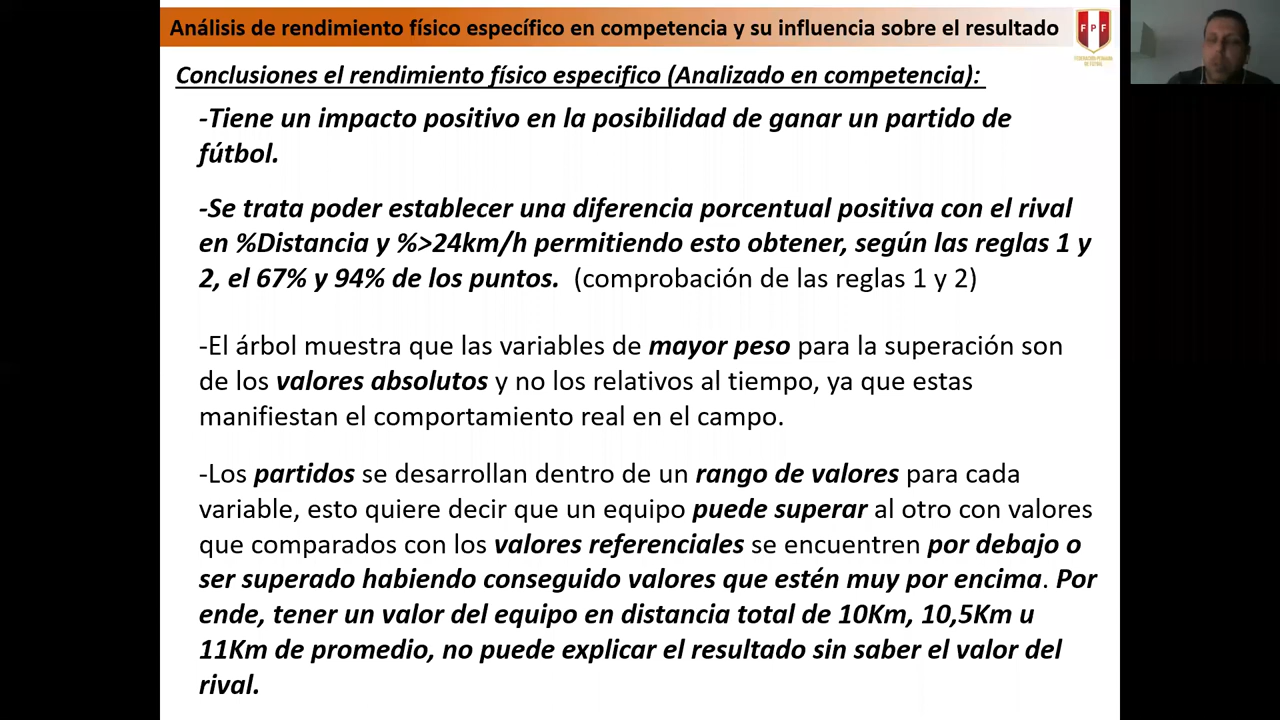 Análisis de rendimiento físico específico en competencia y su influencia sobre el resultado
FPF
FEDERACIÓN PERUANA
DE FÚTBOL
Conclusiones el rendimiento físico especifico (Analizado en competencia):
-Tiene un impacto positivo en la posibilidad de ganar un partido de
fútbol.
-Se trata poder establecer una diferencia porcentual positiva con el rival
en %Distancia y %>24km/h permitiendo esto obtener, según las reglas 1 y
2, el 67% y 94% de los puntos. (comprobación de las reglas 1 y 2)
-El árbol muestra que las variables de mayor peso para la superación son
de los valores absolutos y no los relativos al tiempo, ya que estas
manifiestan el comportamiento real en el campo.
-Los partidos se desarrollan dentro de un rango de valores para cada
variable, esto quiere decir que un equipo puede superar al otro con valores
que comparados con los valores referenciales se encuentren por debajo o
ser superado habiendo conseguido valores que estén muy por encima. Por
ende, tener un valor del equipo en distancia total de 10Km, 10,5Km u
11Km de promedio, no puede explicar el resultado sin saber el valor del
rival.